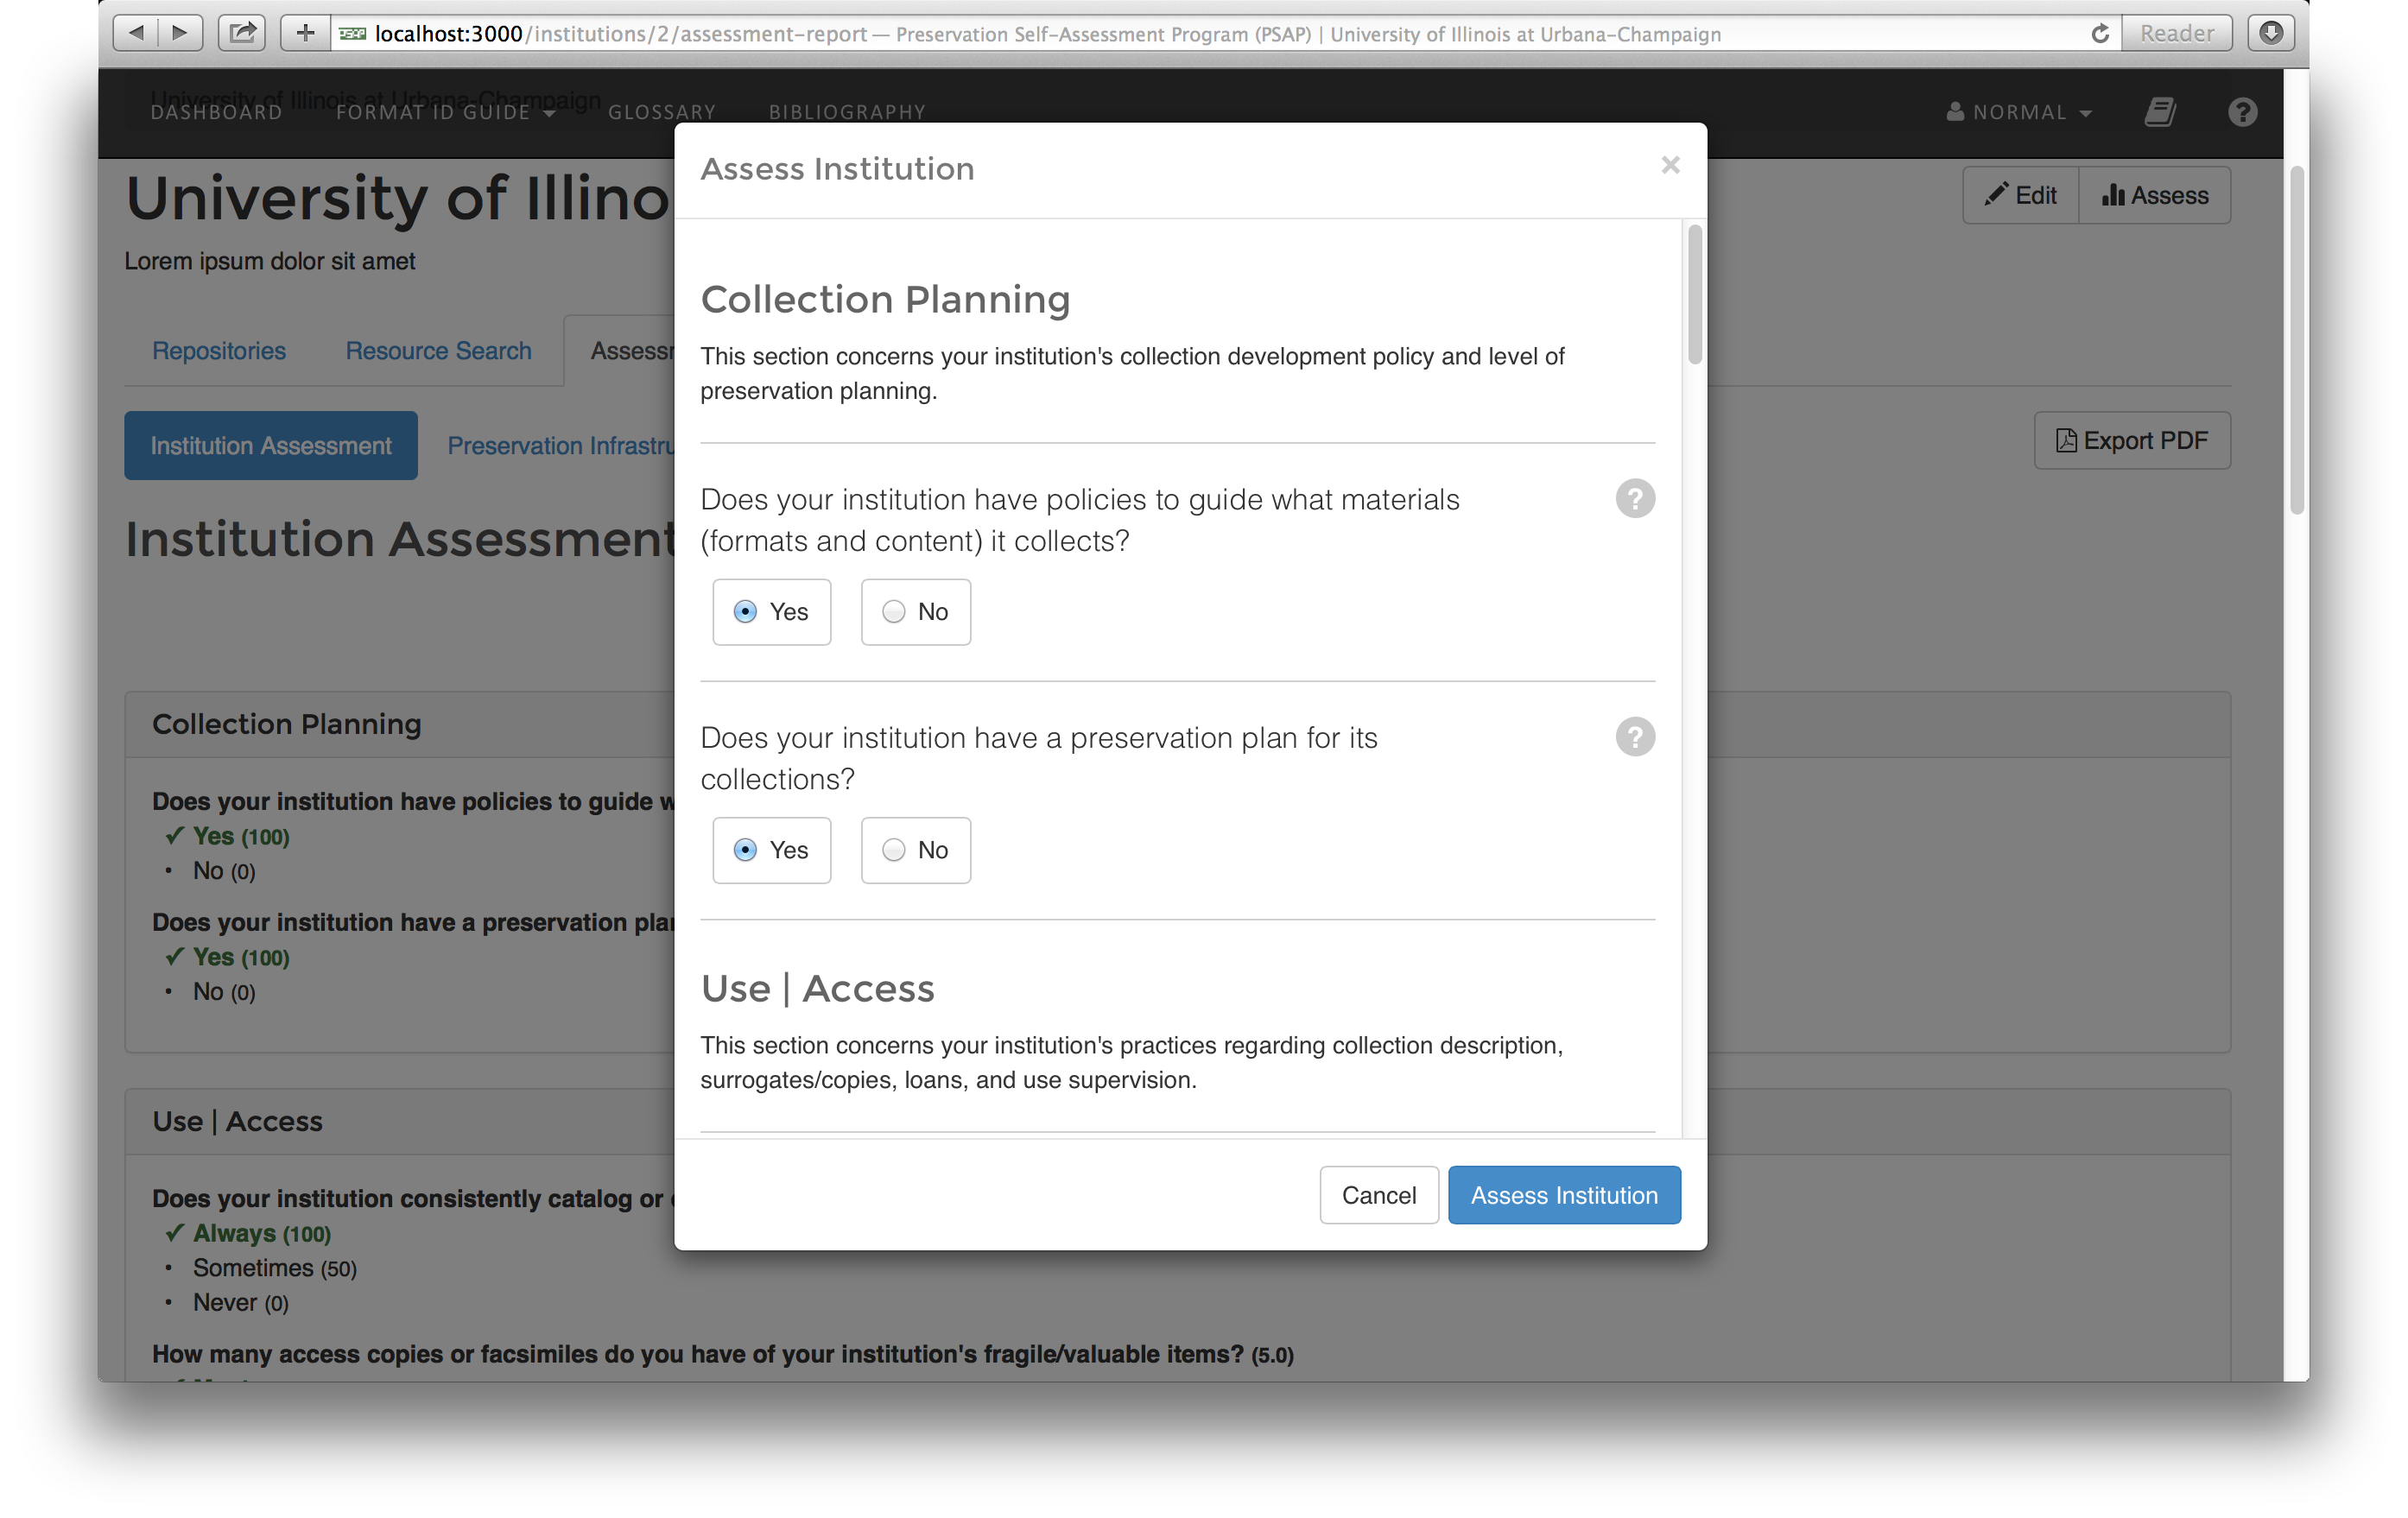 localhost:3000/institutions/2/assessment-report — Preservation Self-Assessment Program (PSAP) | University of Illinois at Urbana-Champaign
Reader
University of Illinois at Urbana-Champaign
DASHBOARD FORMAT ID GUIDE GLOSSARY BIBLIOGRAPHY NORMAL ?
University of Illino
Edit Assess
Lorem ipsum dolor sit amet
Repositories Resource Search Assess
Institution Assessment Preservation Infrastru
Export PDF
Institution Assessment
Collection Planning
Does your institution have policies to guide w
✓ Yes (100)
• No (0)
Does your institution have a preservation pla
✓ Yes (100)
• No (0)
Use | Access
Does your institution consistently catalog or
✓ Always (100)
• Sometimes (50)
• Never (0)
How many access copies or facsimiles do you have of your institution's fragile/valuable items? (5.0)
Assess Institution ×
Collection Planning
This section concerns your institution's collection development policy and level of
preservation planning.
Does your institution have policies to guide what materials ?
(formats and content) it collects?
Yes No
Does your institution have a preservation plan for its ?
collections?
Yes No
Use | Access
This section concerns your institution's practices regarding collection description,
surrogates/copies, loans, and use supervision.
Cancel Assess Institution